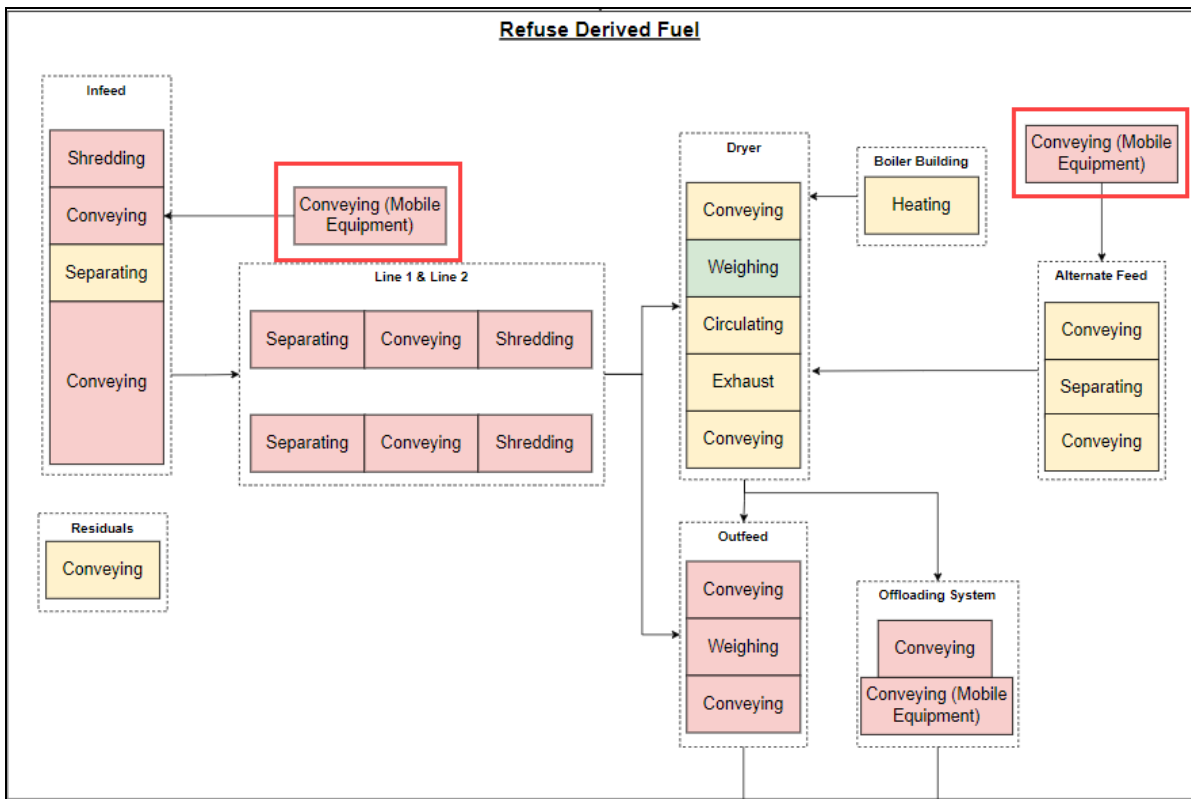 Refuse Derived Fuel
Infeed
Shredding
Conveying
Separating
Conveying
Conveying (Mobile
Equipment)
Line 1 & Line 2
Separating
Conveying
Shredding
Separating
Conveying
Shredding
Residuals
Conveying
Dryer
Conveying
Weighing
Circulating
Exhaust
Conveying
Boiler Building
Heating
Conveying (Mobile
Equipment)
Alternate Feed
Conveying
Separating
Conveying
Outfeed
Conveying
Weighing
Conveying
Offloading System
Conveying
Conveying (Mobile
Equipment)